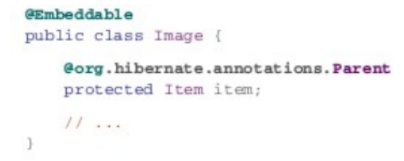 @Embeddable
public class Image {
@org.hibernate.annotations.Parent
protected Item item;
// ...
}